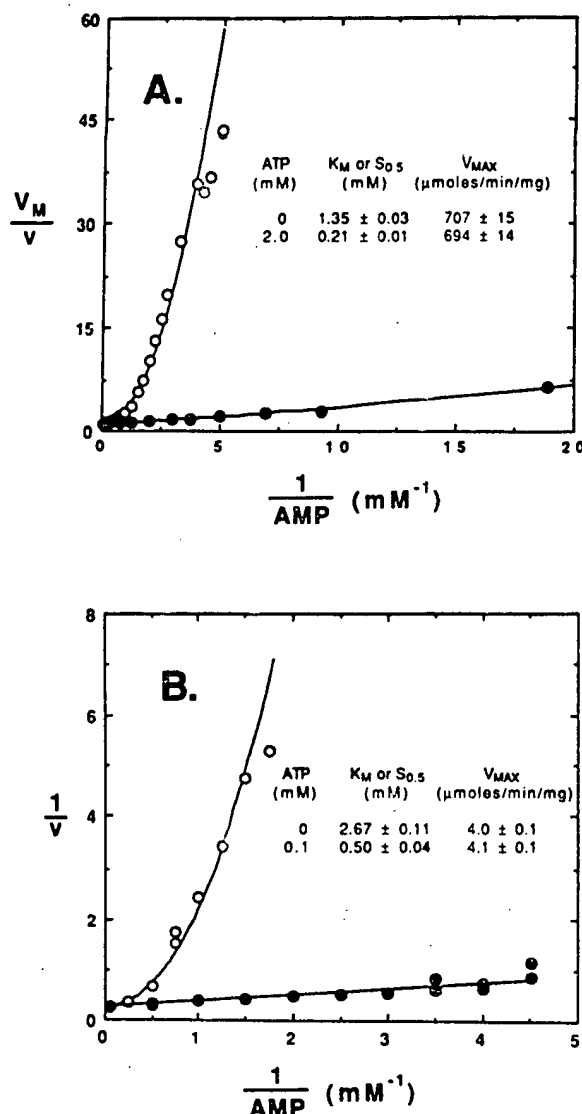 A.
60
45
30
15
0
V_M
v
ATP K_M or S_0.5 V_MAX
(mM) (mM) (µmoles/min/mg)
0 1.35 ± 0.03 707 ± 15
2.0 0.21 ± 0.01 694 ± 14
0 5 10 15 20
1
AMP (mM⁻¹)
B.
8
6
4
2
0
1
v
ATP K_M or S_0.5 V_MAX
(mM) (mM) (µmoles/min/mg)
0 2.67 ± 0.11 4.0 ± 0.1
0.1 0.50 ± 0.04 4.1 ± 0.1
0 1 2 3 4 5
1
AMP (mM⁻¹)